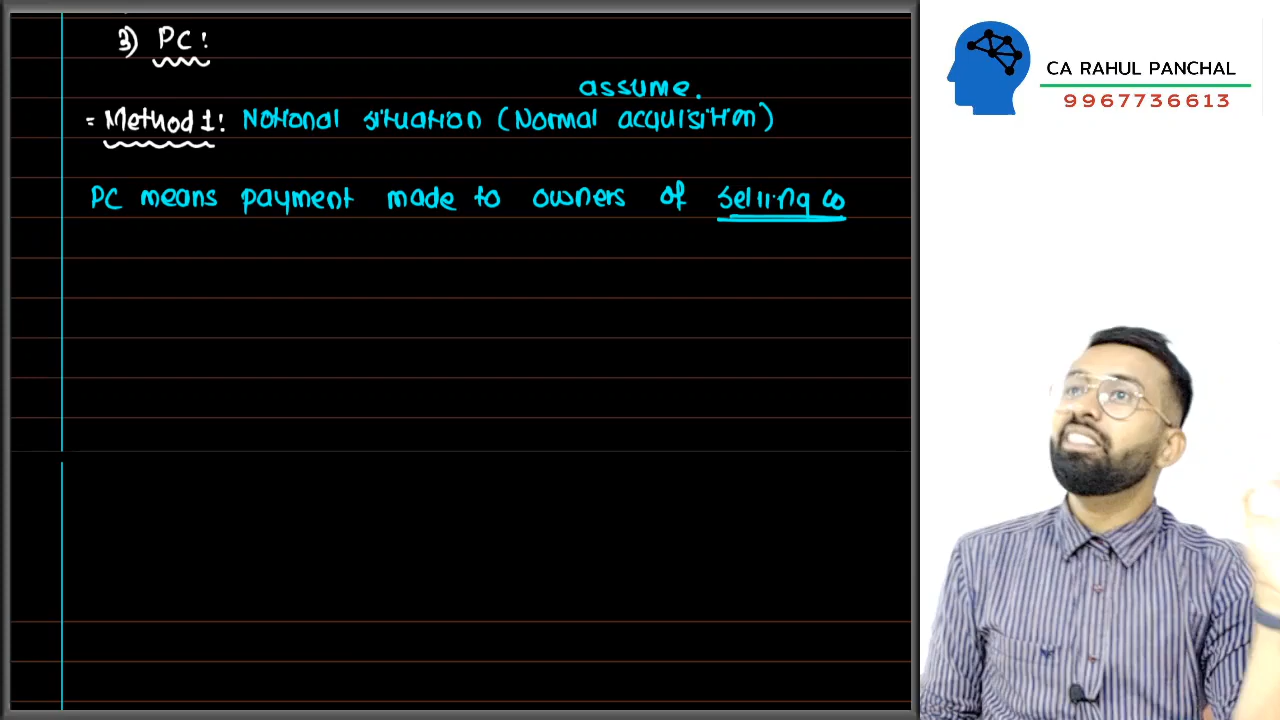 3) PC!
assume.
= Method 1! Notional situation (Normal acquisition)
PC means payment made to owners of selling co
CA RAHUL PANCHAL
9967736613